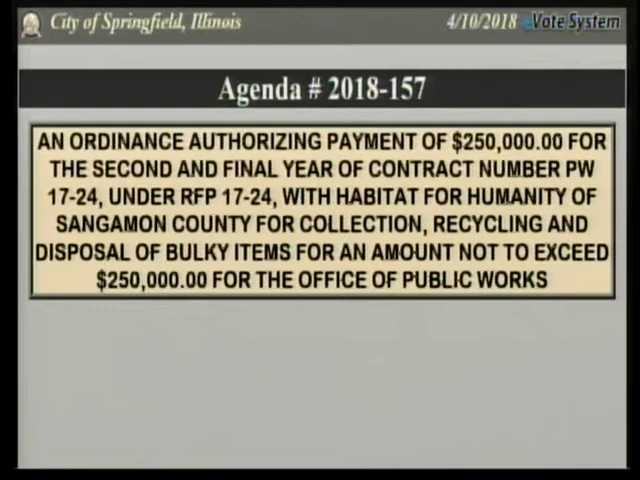 City of Springfield, Illinois 4/10/2018 eVote System
Agenda # 2018-157
AN ORDINANCE AUTHORIZING PAYMENT OF $250,000.00 FOR
THE SECOND AND FINAL YEAR OF CONTRACT NUMBER PW
17-24, UNDER RFP 17-24, WITH HABITAT FOR HUMANITY OF
SANGAMON COUNTY FOR COLLECTION, RECYCLING AND
DISPOSAL OF BULKY ITEMS FOR AN AMOUNT NOT TO EXCEED
$250,000.00 FOR THE OFFICE OF PUBLIC WORKS